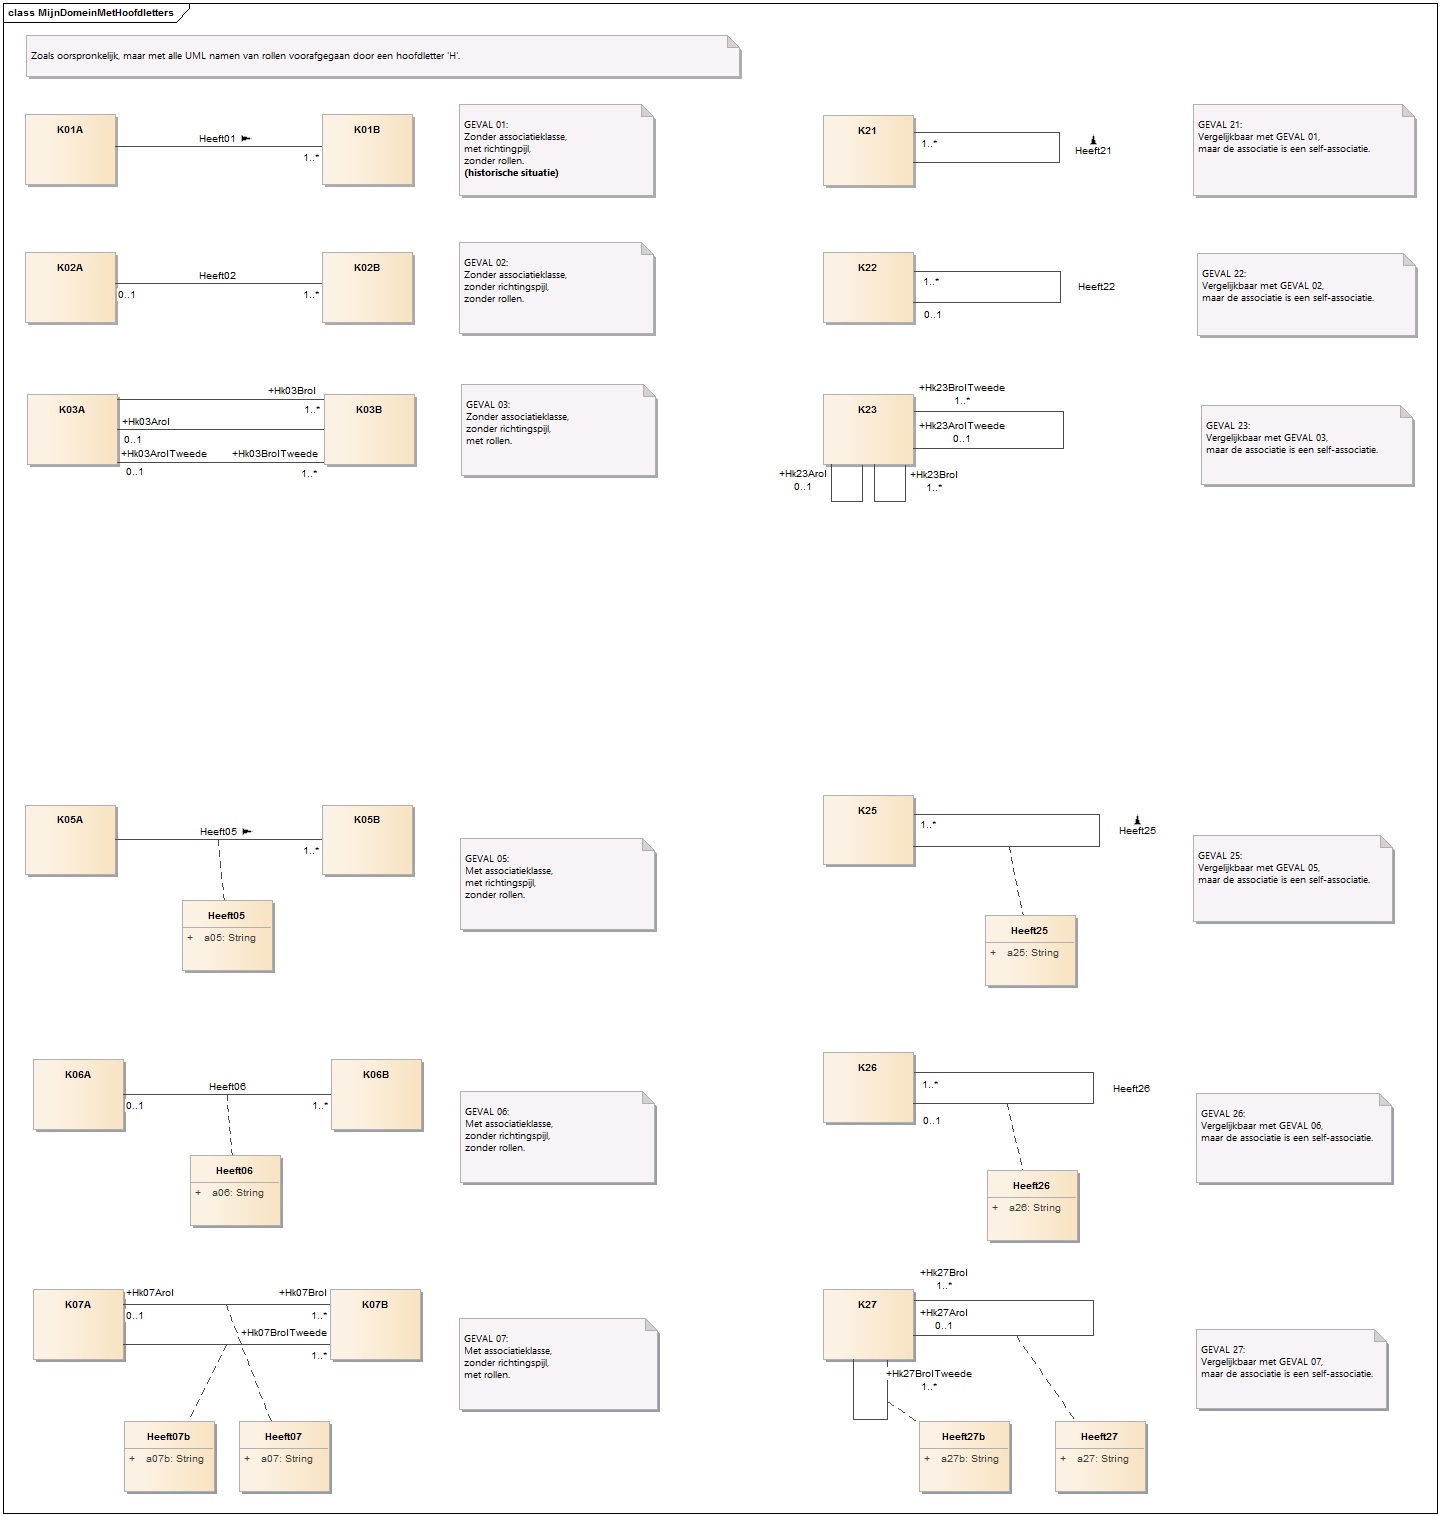 class MijnDomeinMetHoofdletters
Zoals oorspronkelijk, maar met alle UML namen van rollen voorafgegaan door een hoofdletter 'H'.
K01A
Heeft01
1..*
K01B
GEVAL 01:
Zonder associatieklasse,
met richtingpijl,
zonder rollen.
(historische situatie)
K21
1..*
Heeft21
GEVAL 21:
Vergelijkbaar met GEVAL 01,
maar de associatie is een self-associatie.
K02A
Heeft02
0..1
1..*
K02B
GEVAL 02:
Zonder associatieklasse,
zonder richtingspijl,
zonder rollen.
K22
1..*
0..1
Heeft22
GEVAL 22:
Vergelijkbaar met GEVAL 02,
maar de associatie is een self-associatie.
K03A
+Hk03Brol
1..*
+Hk03Arol
0..1
+Hk03ArolTweede
+Hk03BrolTweede
0..1
1..*
K03B
GEVAL 03:
Zonder associatieklasse,
zonder richtingspijl,
met rollen.
K23
+Hk23BrolTweede
1..*
+Hk23ArolTweede
0..1
+Hk23Arol
0..1
+Hk23Brol
1..*
GEVAL 23:
Vergelijkbaar met GEVAL 03,
maar de associatie is een self-associatie.
K05A
Heeft05
1..*
K05B
Heeft05
+ a05: String
GEVAL 05:
Met associatieklasse,
met richtingspijl,
zonder rollen.
K25
1..*
Heeft25
Heeft25
+ a25: String
GEVAL 25:
Vergelijkbaar met GEVAL 05,
maar de associatie is een self-associatie.
K06A
Heeft06
0..1
1..*
K06B
Heeft06
+ a06: String
GEVAL 06:
Met associatieklasse,
zonder richtingspijl,
zonder rollen.
K26
1..*
0..1
Heeft26
Heeft26
+ a26: String
GEVAL 26:
Vergelijkbaar met GEVAL 06,
maar de associatie is een self-associatie.
K07A
+Hk07Arol
+Hk07Brol
0..1
1..*
+Hk07BrolTweede
1..*
K07B
Heeft07b
+ a07b: String
Heeft07
+ a07: String
GEVAL 07:
Met associatieklasse,
zonder richtingspijl,
met rollen.
K27
+Hk27Brol
1..*
+Hk27Arol
0..1
+Hk27BrolTweede
1..*
Heeft27b
+ a27b: String
Heeft27
+ a27: String
GEVAL 27:
Vergelijkbaar met GEVAL 07,
maar de associatie is een self-associatie.